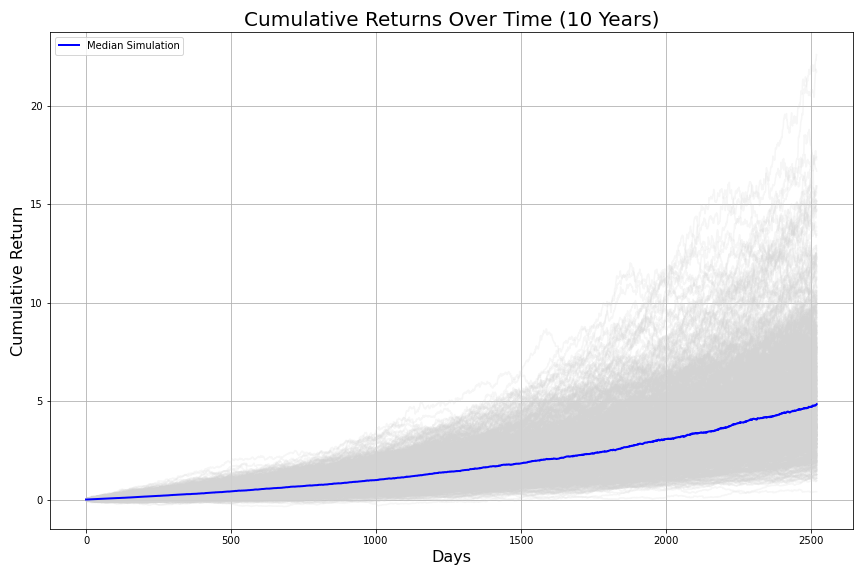 Cumulative Returns Over Time (10 Years)
Median Simulation
Cumulative Return
20
15
10
5
0
0 500 1000 1500 2000 2500
Days